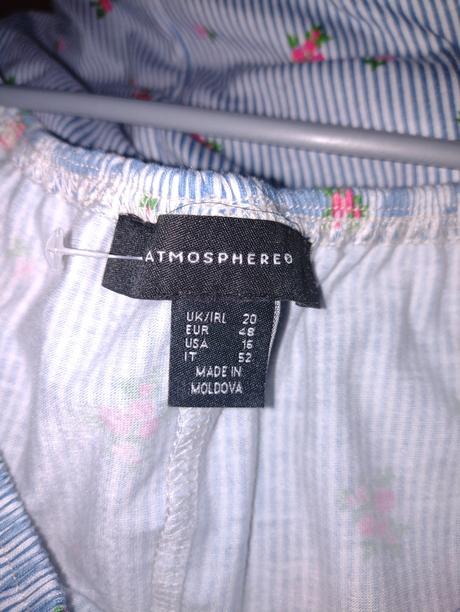 ATMOSPHERE®
UK/IRL 20
EUR 48
USA 16
IT 52
MADE IN
MOLDOVA